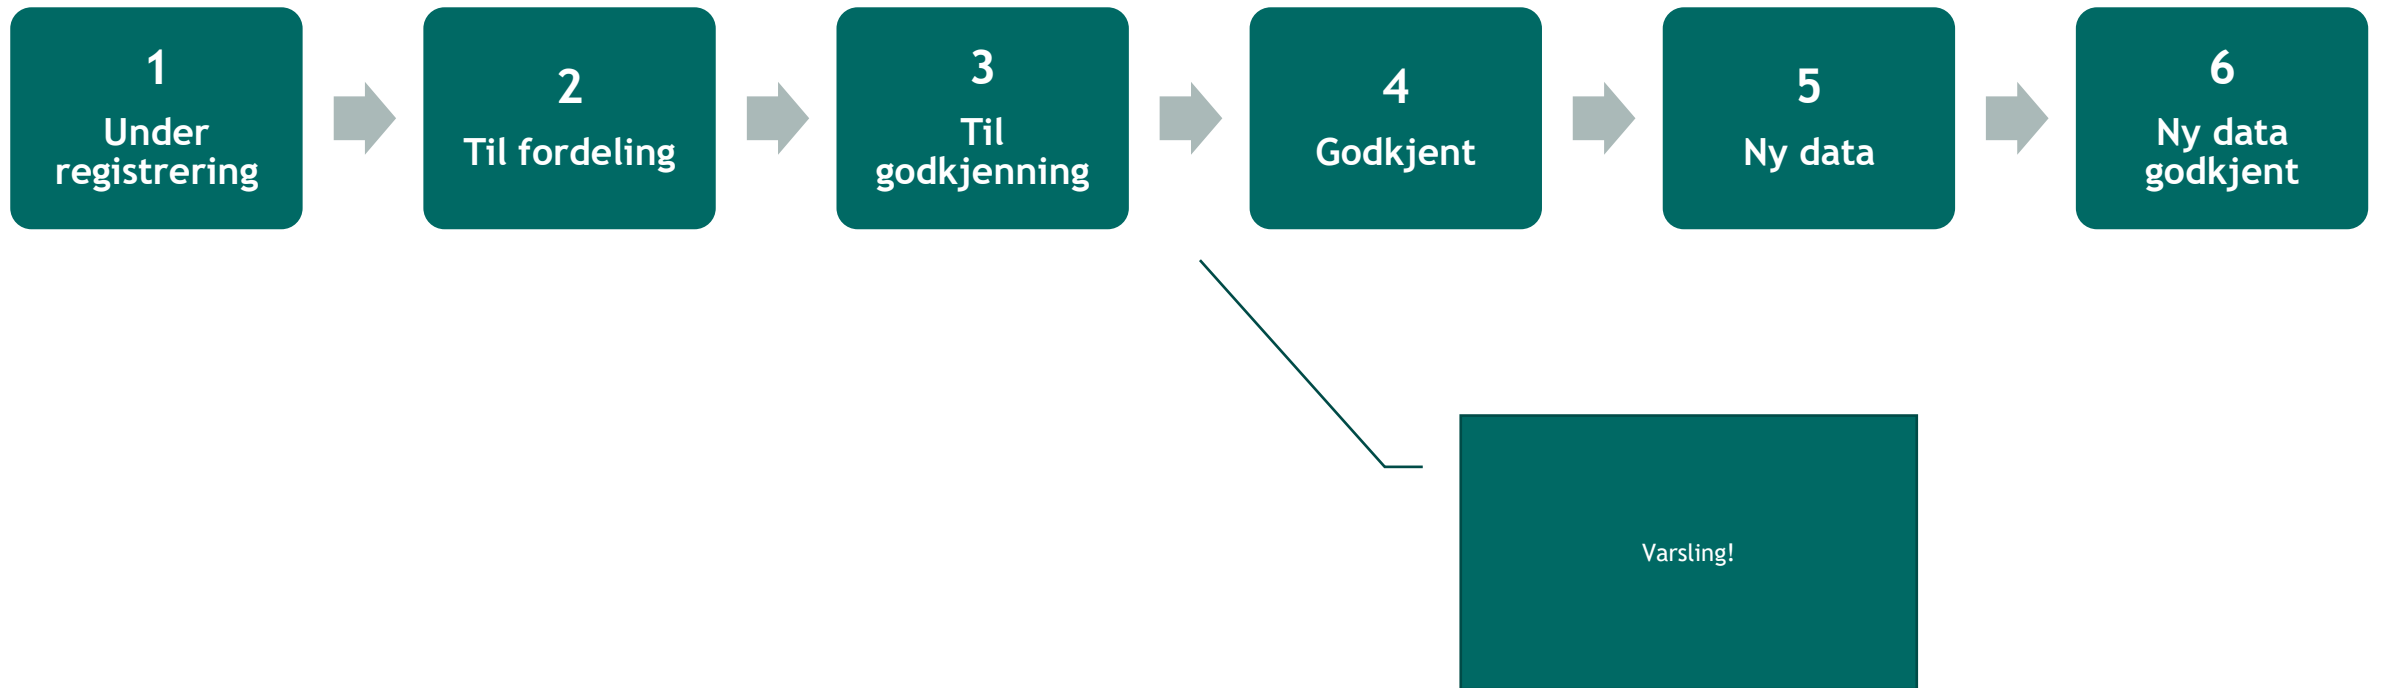 1
Under
registrering
2
Til fordeling
3
Til
godkjenning
4
Godkjent
5
Ny data
6
Ny data
godkjent
Varsling!